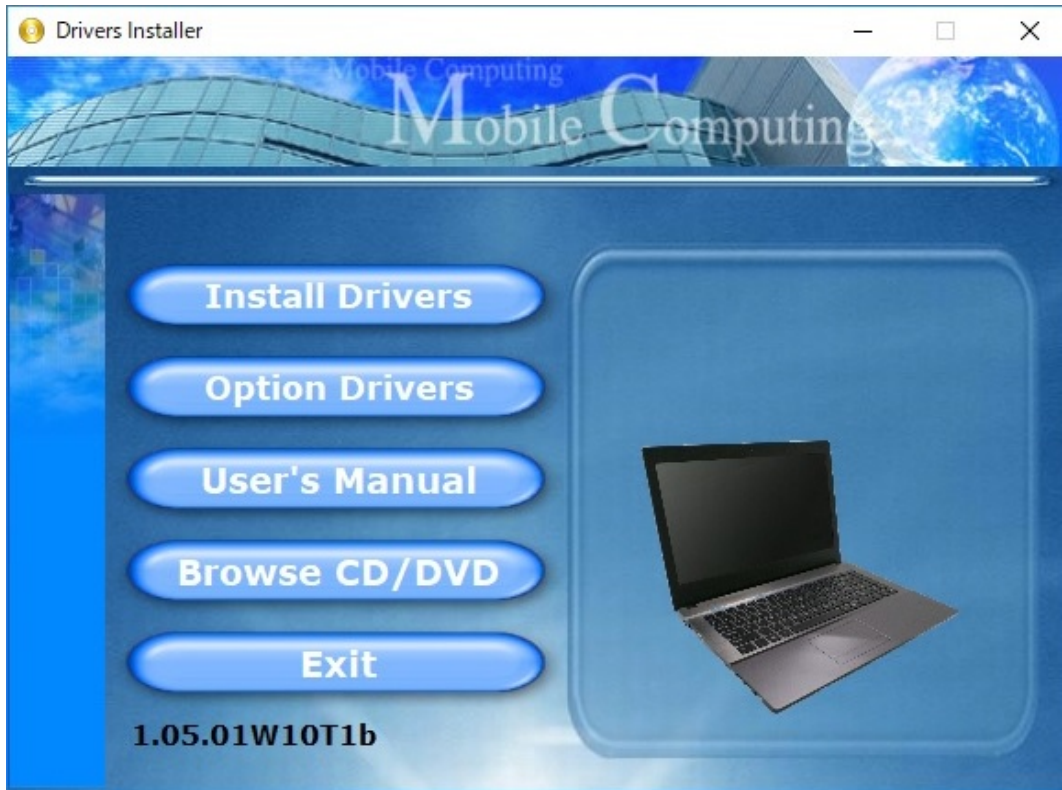 Drivers Installer
Mobile Computing
Mobile Computing
Install Drivers
Option Drivers
User's Manual
Browse CD/DVD
Exit
1.05.01W10T1b